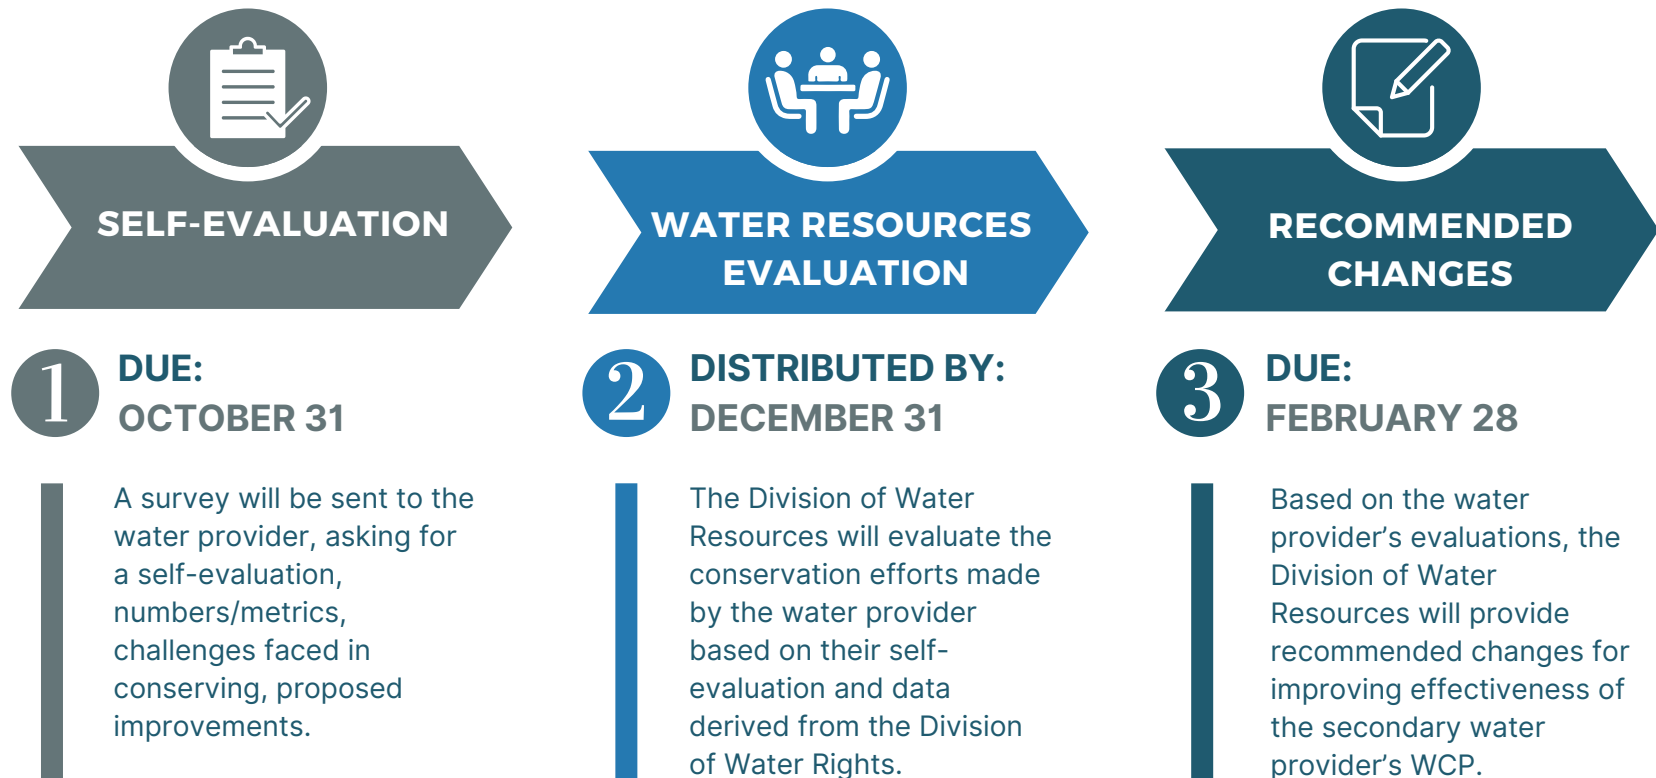 SELF-EVALUATION
1
DUE:
OCTOBER 31
A survey will be sent to the
water provider, asking for
a self-evaluation,
numbers/metrics,
challenges faced in
conserving, proposed
improvements.
WATER RESOURCES
EVALUATION
2
DISTRIBUTED BY:
DECEMBER 31
The Division of Water
Resources will evaluate the
conservation efforts made
by the water provider
based on their self-
evaluation and data
derived from the Division
of Water Rights.
RECOMMENDED
CHANGES
3
DUE:
FEBRUARY 28
Based on the water
provider’s evaluations, the
Division of Water
Resources will provide
recommended changes for
improving effectiveness of
the secondary water
provider’s WCP.